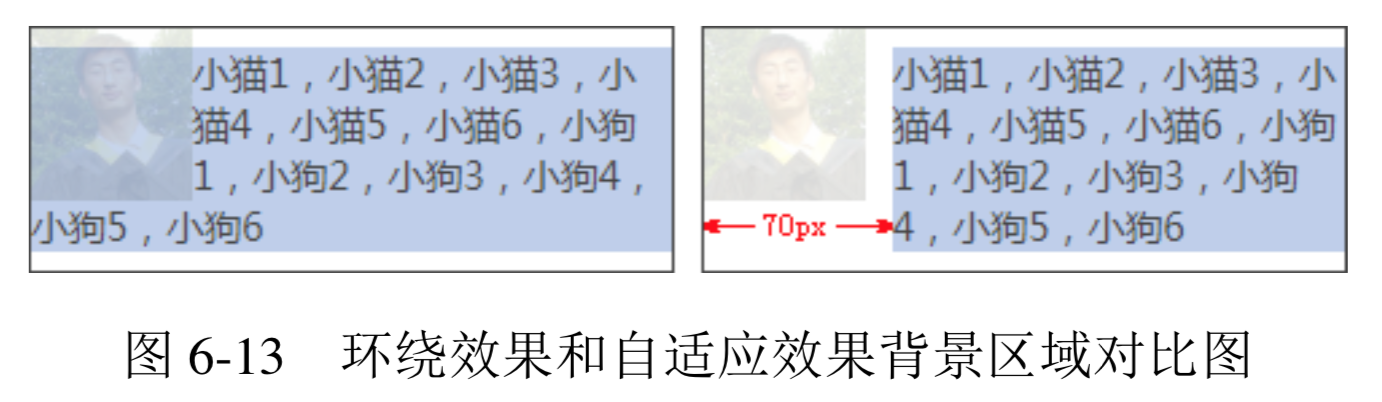 小猫1，小猫2，小猫3，小
猫4，小猫5，小猫6，小狗
1，小狗2，小狗3，小狗4，
小狗5，小狗6
小猫1，小猫2，小猫3，小
猫4，小猫5，小猫6，小狗
1，小狗2，小狗3，小狗
4，小狗5，小狗6
70px
图 6-13　环绕效果和自适应效果背景区域对比图